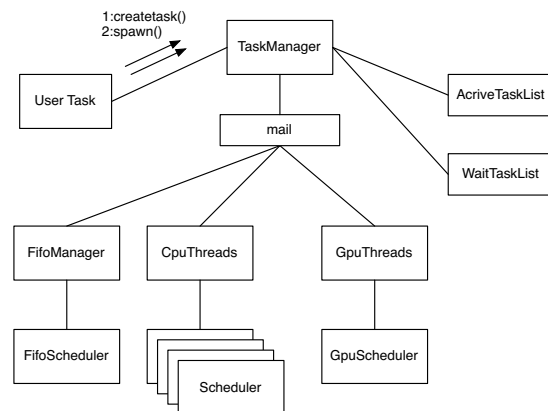 1:createtask()
2:spawn()
TaskManager
User Task
AcriveTaskList
mail
WaitTaskList
FifoManager
CpuThreads
GpuThreads
FifoScheduler
GpuScheduler
Scheduler